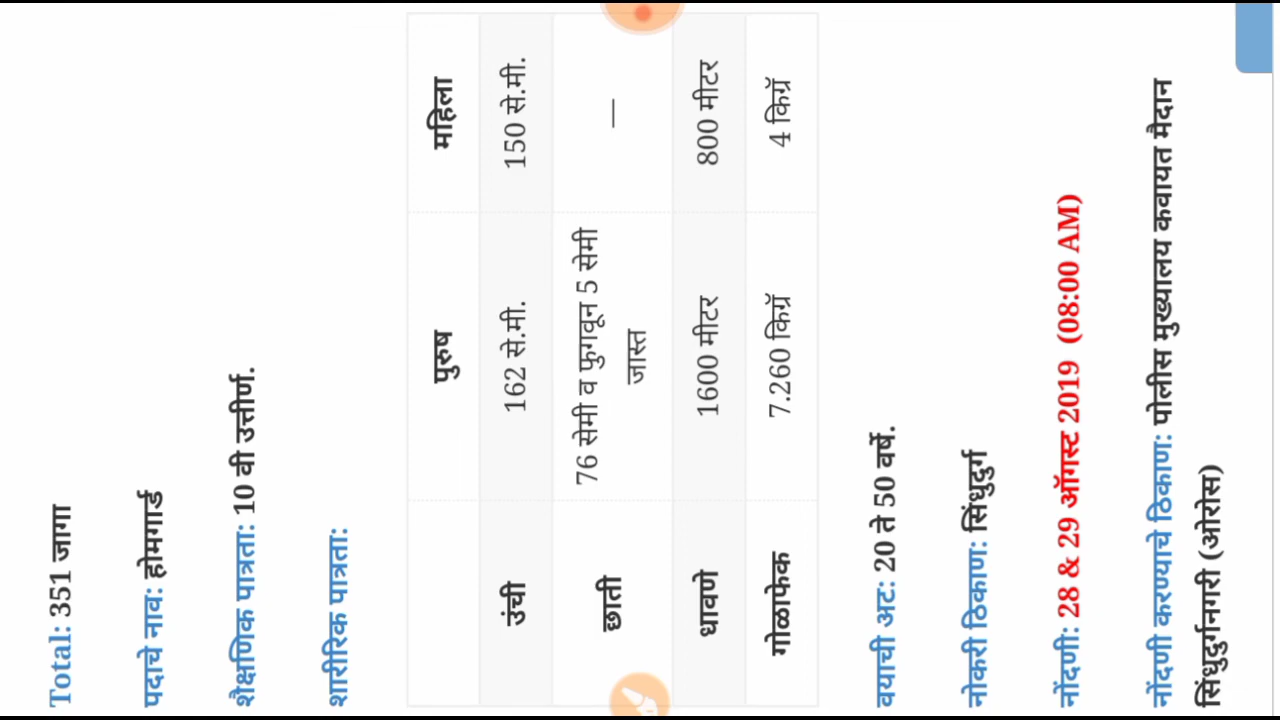 Total: 351 जागा
पदाचे नाव: होमगार्ड
शैक्षणिक पात्रता: 10 वी उत्तीर्ण.
शारीरिक पात्रता:
पुरुष महिला
उंची 162 से.मी. 150 से.मी.
छाती 76 सेमी व फुगवून 5 सेमी —
जास्त
धावणे 1600 मीटर 800 मीटर
गोळाफेक 7.260 किग्रॅ 4 किग्रॅ
वयाची अट: 20 ते 50 वर्षे.
नोकरी ठिकाण: सिंधुदुर्ग
नोंदणी: 28 & 29 ऑगस्ट 2019 (08:00 AM)
नोंदणी करण्याचे ठिकाण: पोलीस मुख्यालय कवायत मैदान
सिंधुदुर्गनगरी (ओरोस)